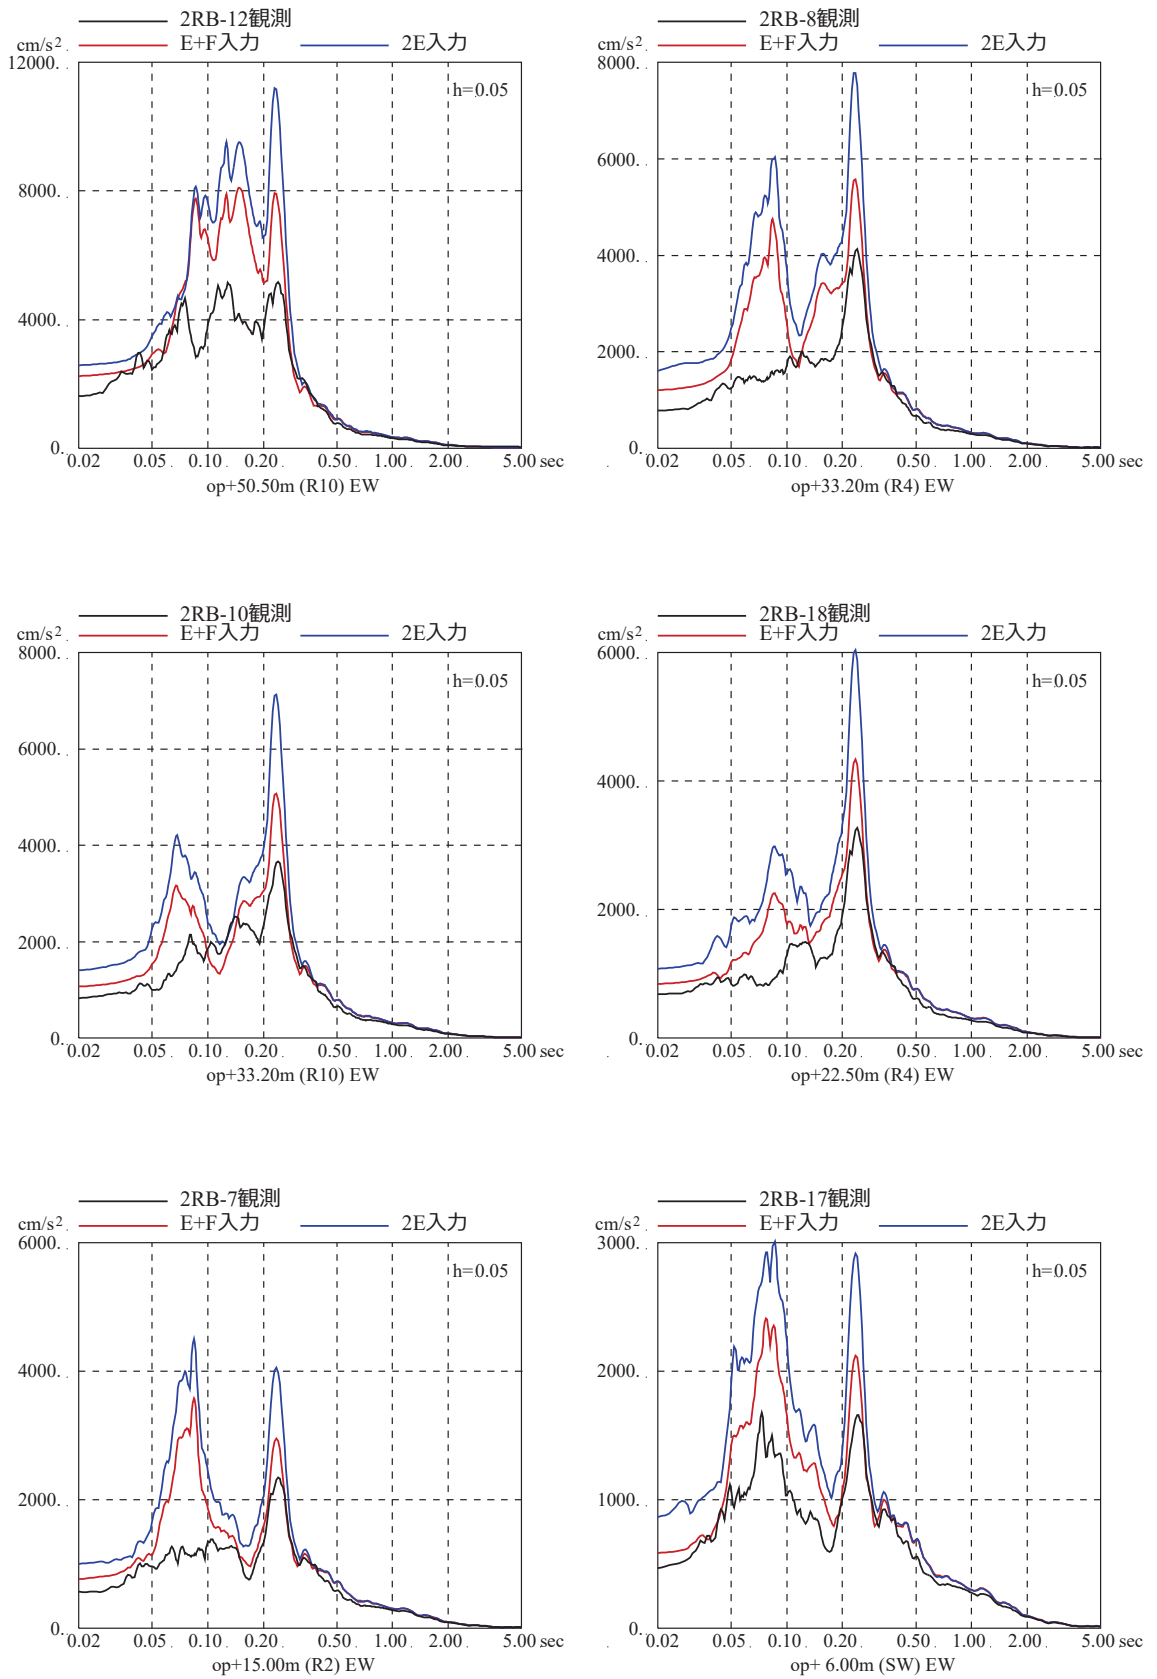 2RB-12観測
cm/s² E+F入力 2E入力
12000.
h=0.05
8000.
4000.
0.
0.02 0.05 0.10 0.20 0.50 1.00 2.00 5.00 sec
op+50.50m (R10) EW
2RB-8観測
cm/s² E+F入力 2E入力
8000.
h=0.05
6000.
4000.
2000.
0.
0.02 0.05 0.10 0.20 0.50 1.00 2.00 5.00 sec
op+33.20m (R4) EW
2RB-10観測
cm/s² E+F入力 2E入力
8000.
h=0.05
6000.
4000.
2000.
0.
0.02 0.05 0.10 0.20 0.50 1.00 2.00 5.00 sec
op+33.20m (R10) EW
2RB-18観測
cm/s² E+F入力 2E入力
6000.
h=0.05
4000.
2000.
0.
0.02 0.05 0.10 0.20 0.50 1.00 2.00 5.00 sec
op+22.50m (R4) EW
2RB-7観測
cm/s² E+F入力 2E入力
6000.
h=0.05
4000.
2000.
0.
0.02 0.05 0.10 0.20 0.50 1.00 2.00 5.00 sec
op+15.00m (R2) EW
2RB-17観測
cm/s² E+F入力 2E入力
3000.
h=0.05
2000.
1000.
0.
0.02 0.05 0.10 0.20 0.50 1.00 2.00 5.00 sec
op+ 6.00m (SW) EW